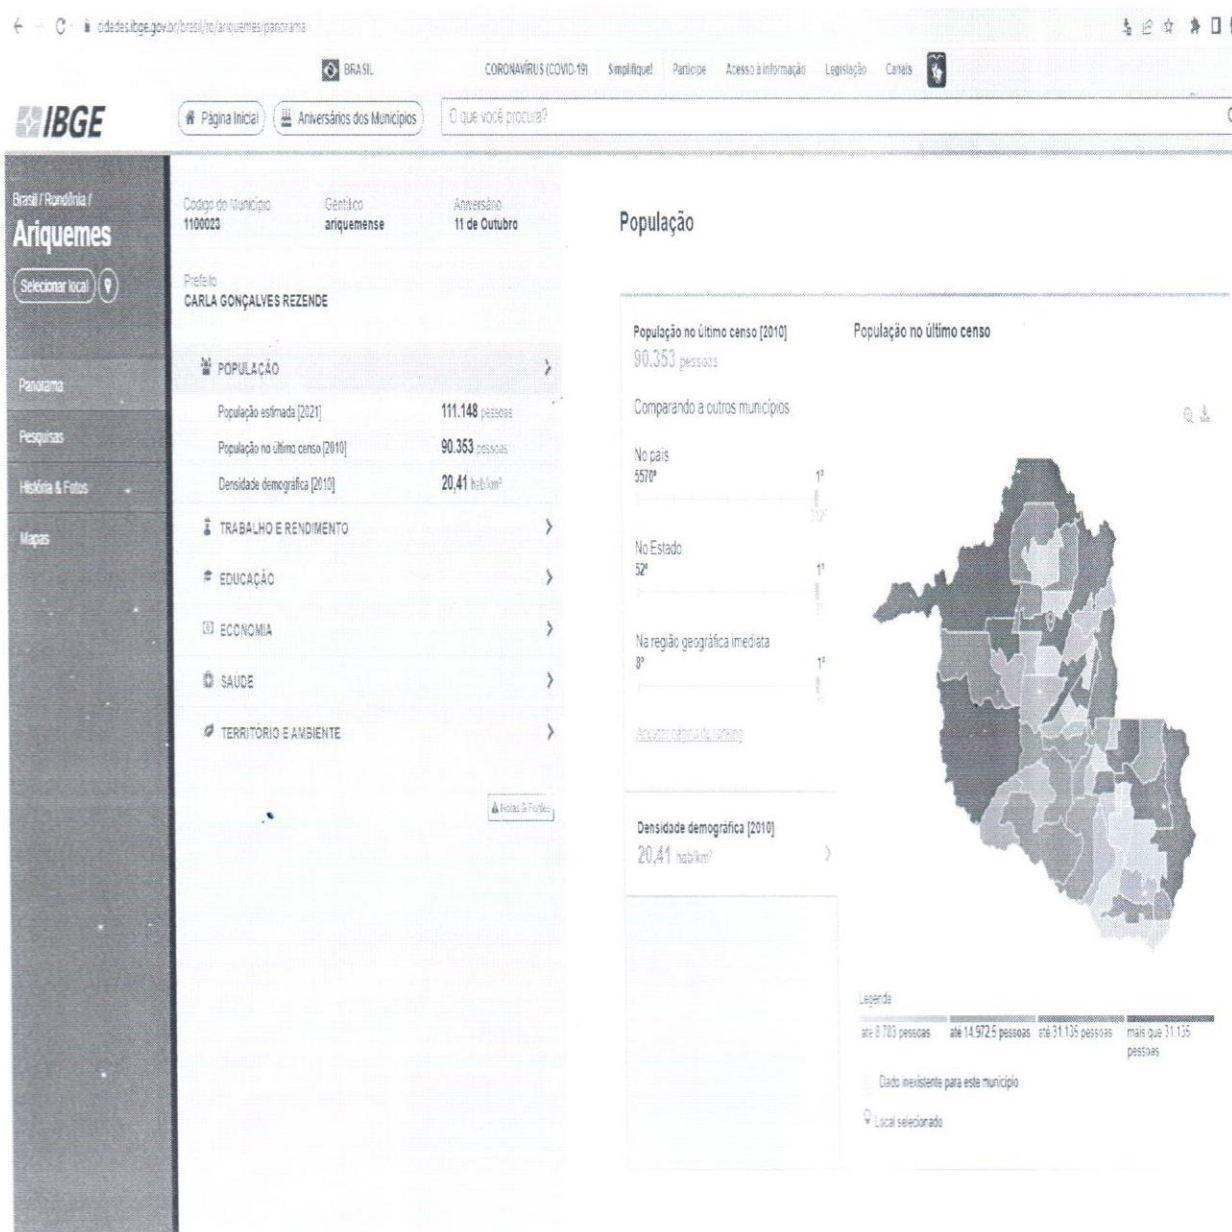 cidades.ibge.gov.br/brasil/ro/ariquemes/panorama
BRASIL CORONAVÍRUS (COVID-19) Simplifique! Participe Acesso à informação Legislação Canais
IBGE Página Inicial Aniversários dos Municípios O que você procura?
Brasil / Rondônia /
Ariquemes
Selecionar local
Panorama
Pesquisas
História & Fotos
Mapas
Código do Município Gentílico Aniversário
1100023 ariquemense 11 de Outubro
Prefeito
CARLA GONÇALVES REZENDE
POPULAÇÃO
População estimada [2021] 111.148 pessoas
População no último censo [2010] 90.353 pessoas
Densidade demográfica [2010] 20,41 hab/km²
TRABALHO E RENDIMENTO
EDUCAÇÃO
ECONOMIA
SAÚDE
TERRITÓRIO E AMBIENTE
Notas & Fontes
População
População no último censo [2010]
90.353 pessoas
Comparando a outros municípios
No país
5570º 1º
No Estado
52º 1º
Na região geográfica imediata
8º 1º
Acessar página de ranking
Densidade demográfica [2010]
20,41 hab/km²
População no último censo
Legenda
até 8.783 pessoas até 14.972,5 pessoas até 31.135 pessoas mais que 31.135
pessoas
Dado inexistente para este município
Local selecionado